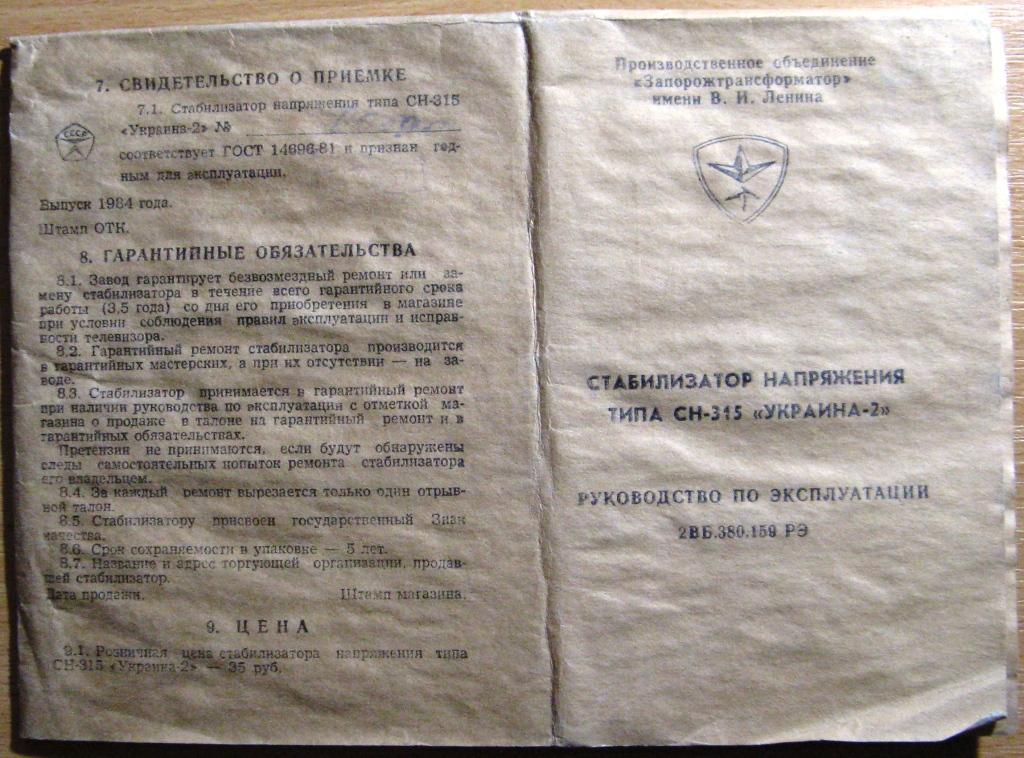 7. СВИДЕТЕЛЬСТВО О ПРИЕМКЕ
7.1. Стабилизатор напряжения типа СН-315
«Украина-2» №
СССР
соответствует ГОСТ 14696-81 и признан год-
ным для эксплуатации.
Выпуск 1984 года.
Штамп ОТК.
8. ГАРАНТИЙНЫЕ ОБЯЗАТЕЛЬСТВА
8.1. Завод гарантирует безвозмездный ремонт или за-
мену стабилизатора в течение всего гарантийного срока
работы (3,5 года) со дня его приобретения в магазине
при условии соблюдения правил эксплуатации и исправ-
ности телевизора.
8.2. Гарантийный ремонт стабилизатора производится
в гарантийных мастерских, а при их отсутствии — на за-
воде.
8.3. Стабилизатор принимается в гарантийный ремонт
при наличии руководства по эксплуатации с отметкой ма-
газина о продаже в талоне на гарантийный ремонт и в
гарантийных обязательствах.
Претензии не принимаются, если будут обнаружены
следы самостоятельных попыток ремонта стабилизатора
его владельцем.
8.4. За каждый ремонт вырезается только один отрыв-
ной талон.
8.5. Стабилизатору присвоен государственный Знак
качества.
8.6. Срок сохраняемости в упаковке — 5 лет.
8.7. Название и адрес торгующей организации, продав-
шей стабилизатор.
Дата продажи. Штамп магазина.
9. ЦЕНА
9.1. Розничная цена стабилизатора напряжения типа
СН-315 «Украина-2» — 35 руб.
Производственное объединение
«Запорожтрансформатор»
имени В. И. Ленина
СТАБИЛИЗАТОР НАПРЯЖЕНИЯ
ТИПА СН-315 «УКРАИНА-2»
РУКОВОДСТВО ПО ЭКСПЛУАТАЦИИ
2ВБ.380.159 РЭ